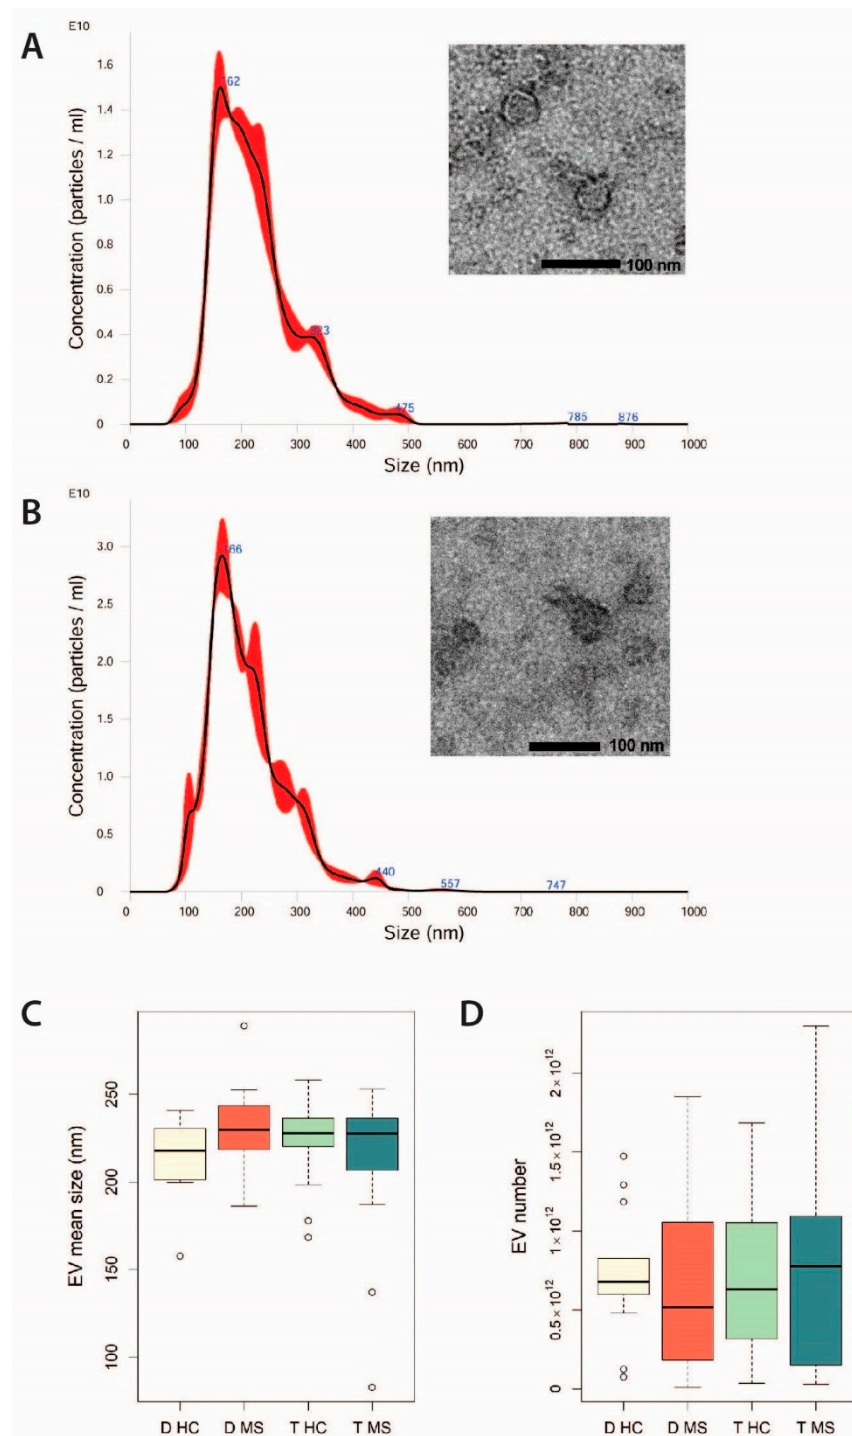 A
E10
1.6
1.4
1.2
1.0
0.8
0.6
0.4
0.2
0
Concentration (particles / ml)
162
323
475
785
876
100 nm
0 100 200 300 400 500 600 700 800 900 1000
Size (nm)
B
E10
3.0
2.5
2.0
1.5
1.0
0.5
0
Concentration (particles / ml)
166
440
557
747
100 nm
0 100 200 300 400 500 600 700 800 900 1000
Size (nm)
C
EV mean size (nm)
250
200
150
100
D HC D MS T HC T MS
D
EV number
2×10¹²
1.5×10¹²
1×10¹²
0.5×10¹²
0
D HC D MS T HC T MS